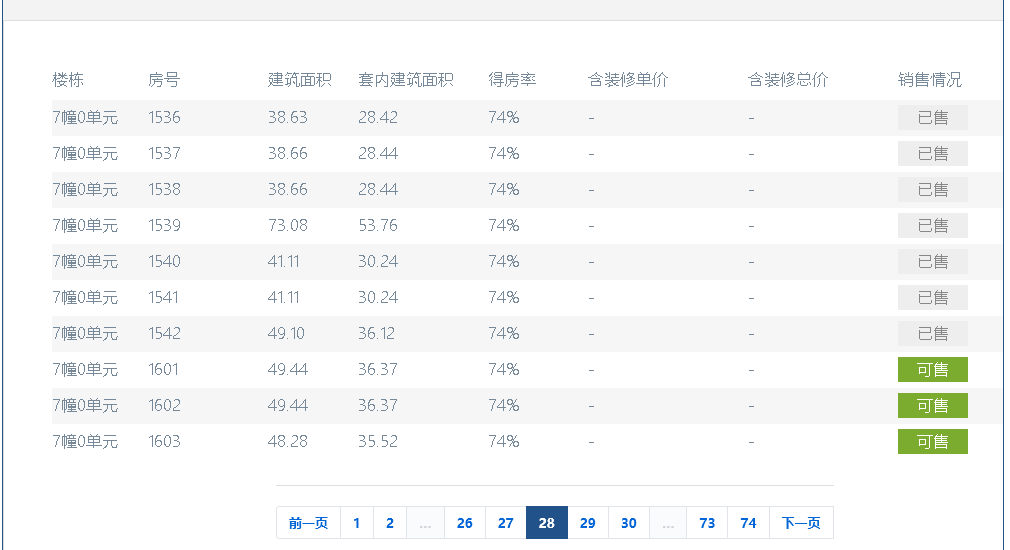 楼栋 房号 建筑面积 套内建筑面积 得房率 含装修单价 含装修总价 销售情况
7幢0单元 1536 38.63 28.42 74% - - 已售
7幢0单元 1537 38.66 28.44 74% - - 已售
7幢0单元 1538 38.66 28.44 74% - - 已售
7幢0单元 1539 73.08 53.76 74% - - 已售
7幢0单元 1540 41.11 30.24 74% - - 已售
7幢0单元 1541 41.11 30.24 74% - - 已售
7幢0单元 1542 49.10 36.12 74% - - 已售
7幢0单元 1601 49.44 36.37 74% - - 可售
7幢0单元 1602 49.44 36.37 74% - - 可售
7幢0单元 1603 48.28 35.52 74% - - 可售
前一页 1 2 ... 26 27 28 29 30 ... 73 74 下一页